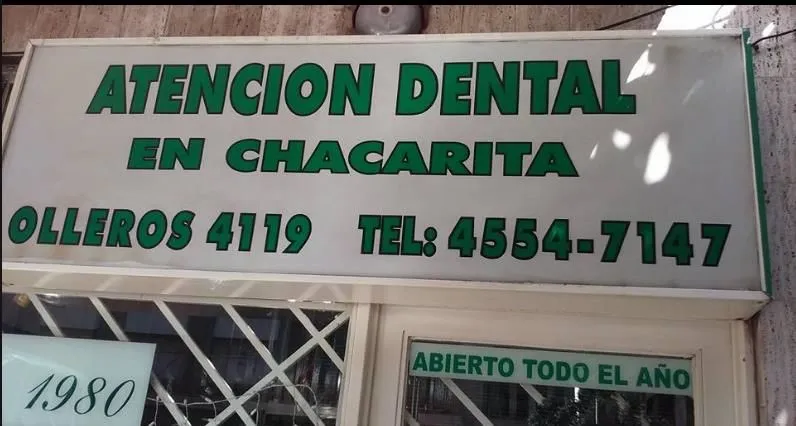 ATENCION DENTAL
EN CHACARITA
OLLEROS 4119 TEL: 4554-7147
ABIERTO TODO EL AÑO
1980